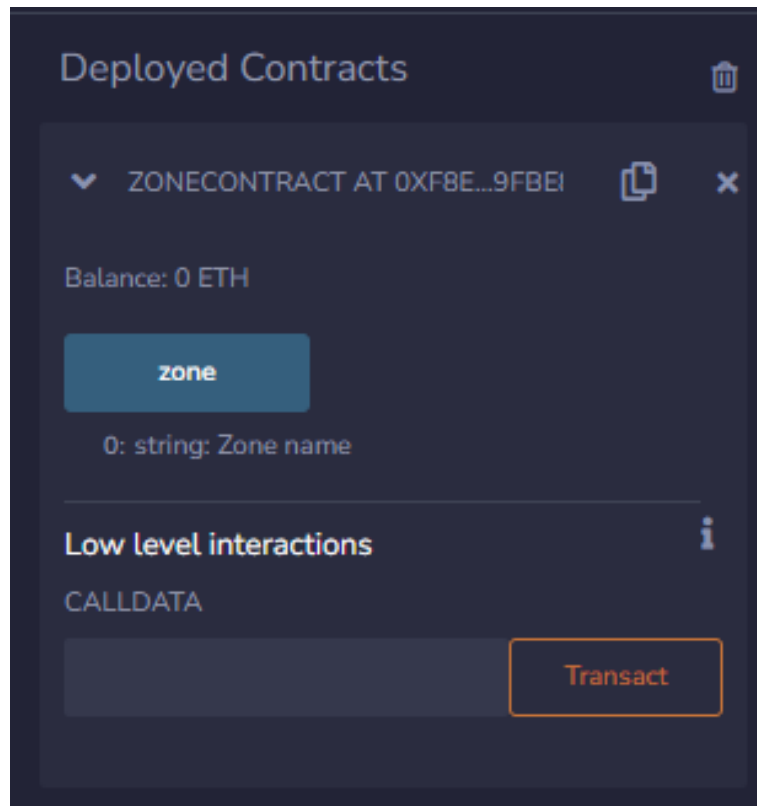 Deployed Contracts
ZONECONTRACT AT 0XF8E...9FBE
Balance: 0 ETH
zone
0: string: Zone name
Low level interactions
CALLDATA
Transact